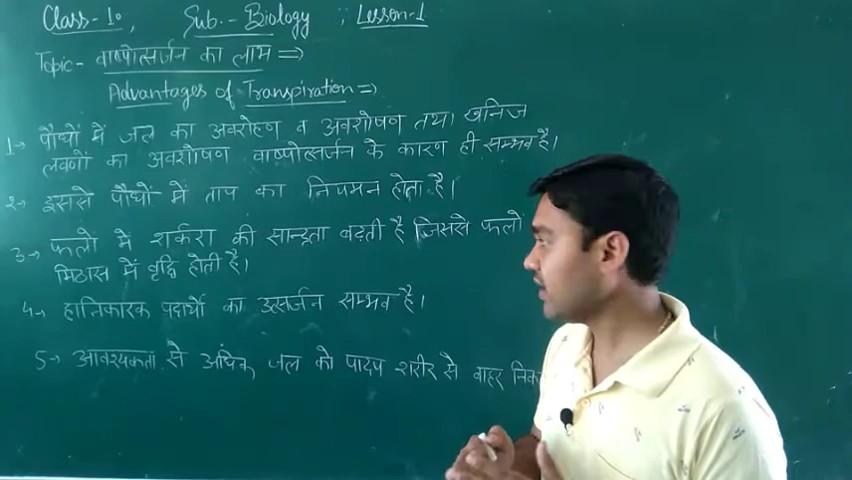 Class-10, Sub.- Biology ; Lesson-1
Topic- वाष्पोत्सर्जन का लाभ ⇒
Advantages of Transpiration ⇒
1→ पौधों में जल का अवरोहण व अवशोषण तथा खनिज
लवणों का अवशोषण वाष्पोत्सर्जन के कारण ही सम्भव है।
2→ इससे पौधों में ताप का नियमन होता है।
3→ फलो मे शर्करा की सान्द्रता बढ़ती है जिससे फलो
मिठास में वृद्धि होती है।
4→ हानिकारक पदार्थो का उत्सर्जन सम्भव है।
5→ आवश्यकता से अधिक जल को पादप शरीर से बाहर